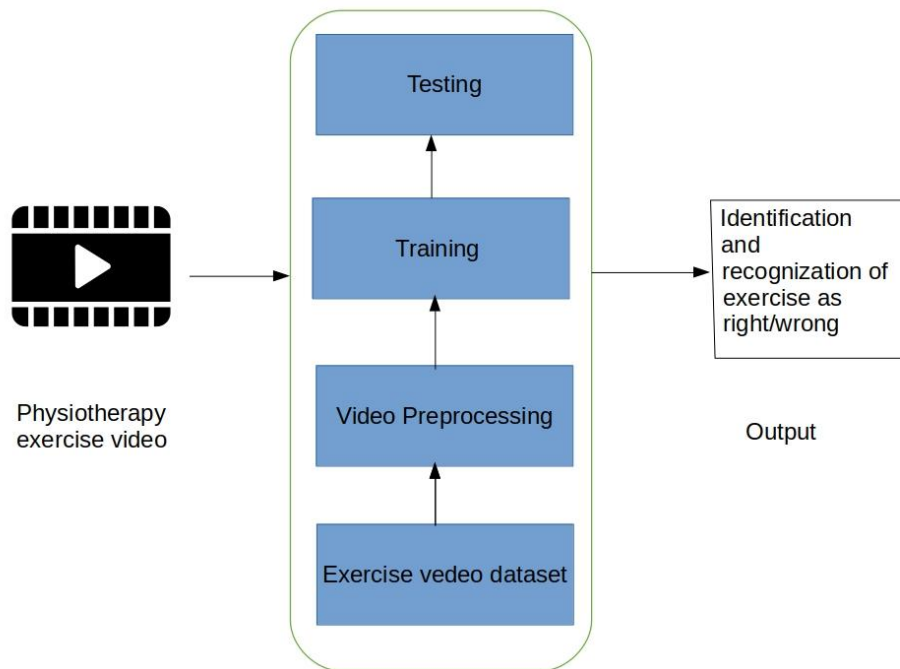 Testing
Training
Video Preprocessing
Exercise vedeo dataset
Physiotherapy
exercise video
Identification
and
recognization of
exercise as
right/wrong
Output